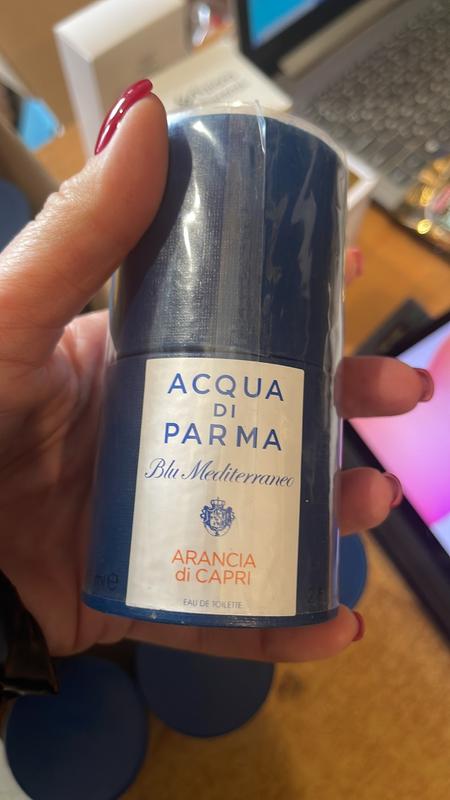 ACQUA
DI
PARMA
Blu Mediterraneo
ARANCIA
di CAPRI
EAU DE TOILETTE